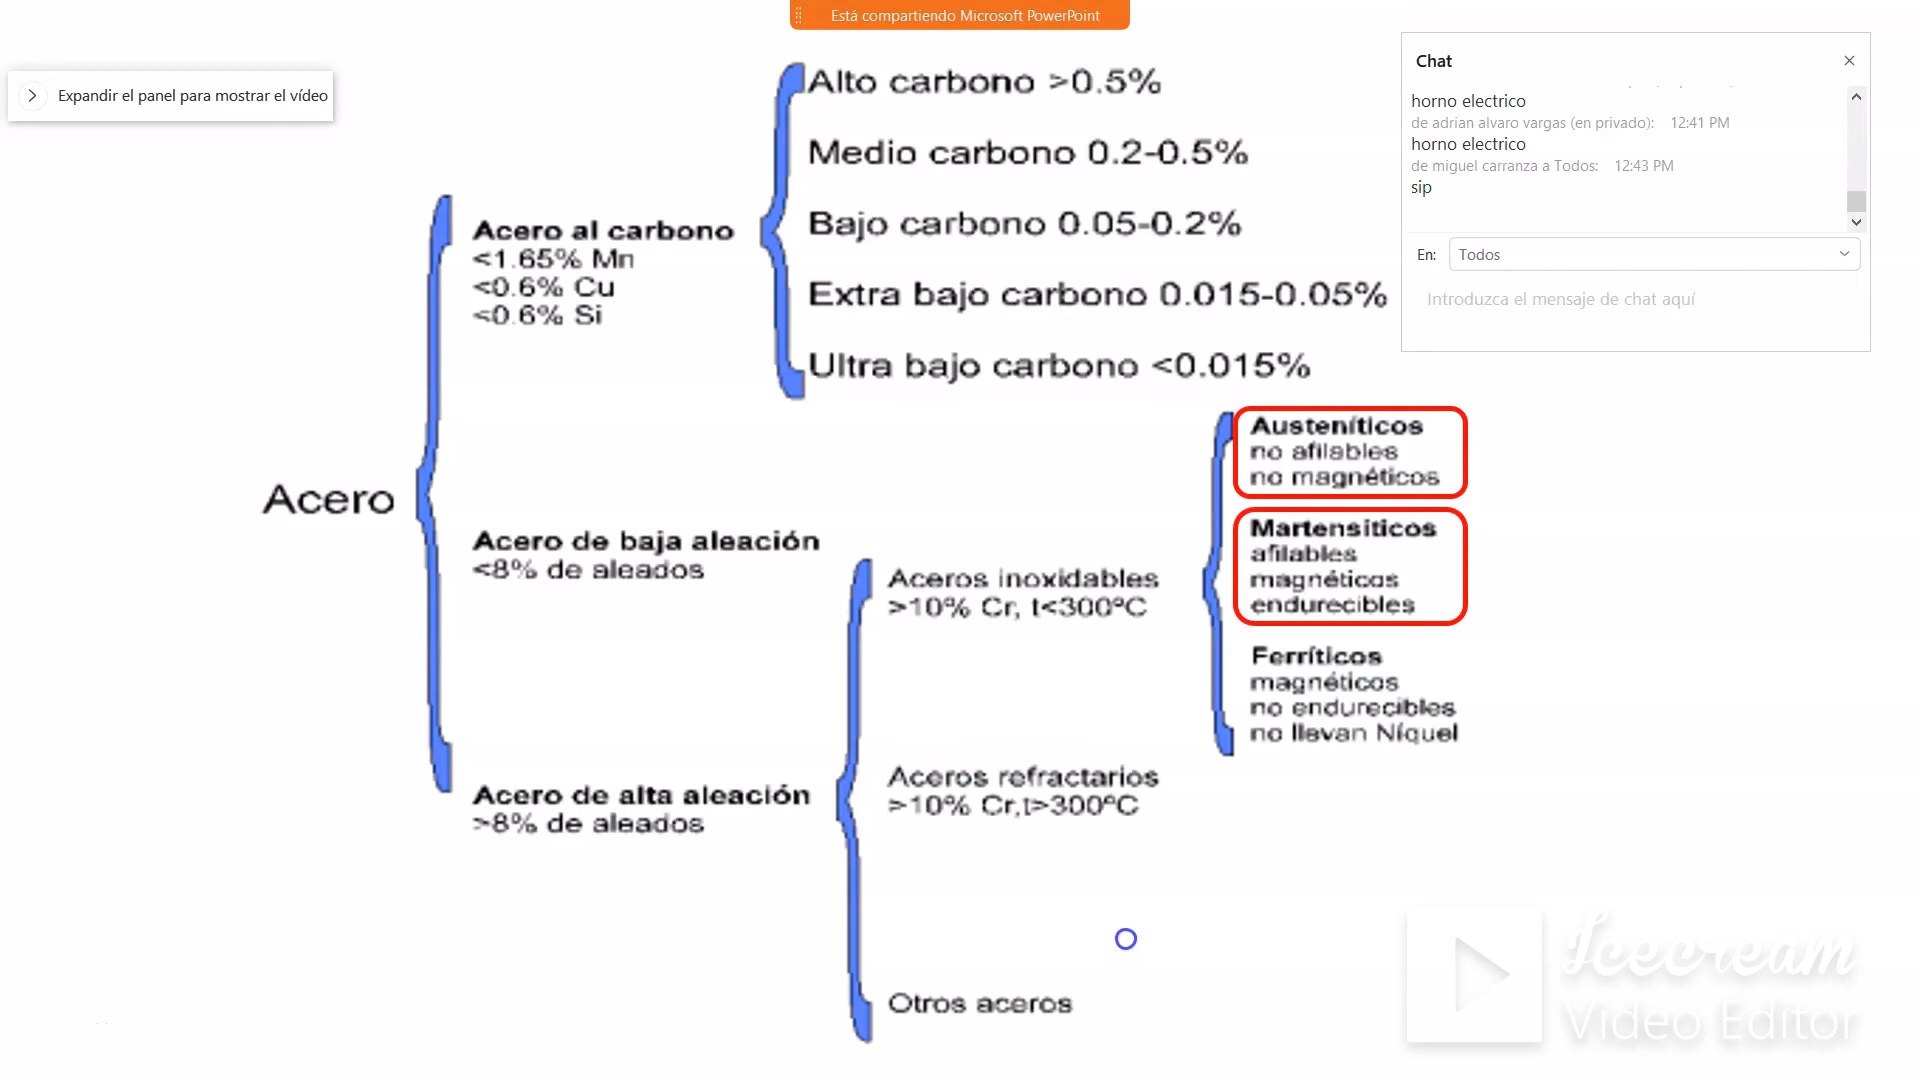 Está compartiendo Microsoft PowerPoint
Expandir el panel para mostrar el vídeo
Chat
horno electrico
de adrian alvaro vargas (en privado): 12:41 PM
horno electrico
de miguel carranza a Todos: 12:43 PM
sip
En: Todos
Introduzca el mensaje de chat aquí
Acero
Acero al carbono
<1.65% Mn
<0.6% Cu
<0.6% Si
Alto carbono >0.5%
Medio carbono 0.2-0.5%
Bajo carbono 0.05-0.2%
Extra bajo carbono 0.015-0.05%
Ultra bajo carbono <0.015%
Acero de baja aleación
<8% de aleados
Acero de alta aleación
>8% de aleados
Aceros inoxidables
>10% Cr, t<300ºC
Austeníticos
no afilables
no magnéticos
Martensiticos
afilables
magnéticos
endurecibles
Ferríticos
magnéticos
no endurecibles
no llevan Níquel
Aceros refractarios
>10% Cr,t>300ºC
Otros aceros
Icecream
Video Editor